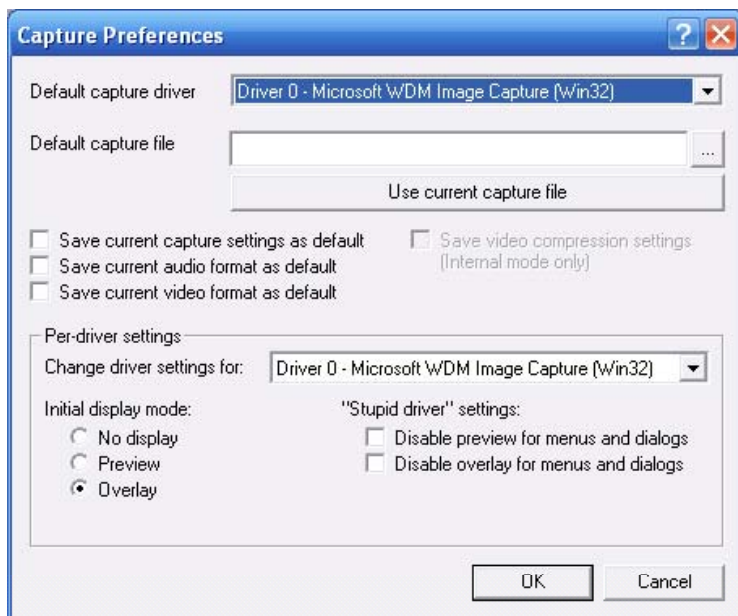 Capture Preferences
Default capture driver
Driver 0 - Microsoft WDM Image Capture (Win32)
Default capture file
...
Use current capture file
Save current capture settings as default
Save current audio format as default
Save current video format as default
Save video compression settings
(Internal mode only)
Per-driver settings
Change driver settings for:
Driver 0 - Microsoft WDM Image Capture (Win32)
Initial display mode:
No display
Preview
Overlay
"Stupid driver" settings:
Disable preview for menus and dialogs
Disable overlay for menus and dialogs
OK
Cancel